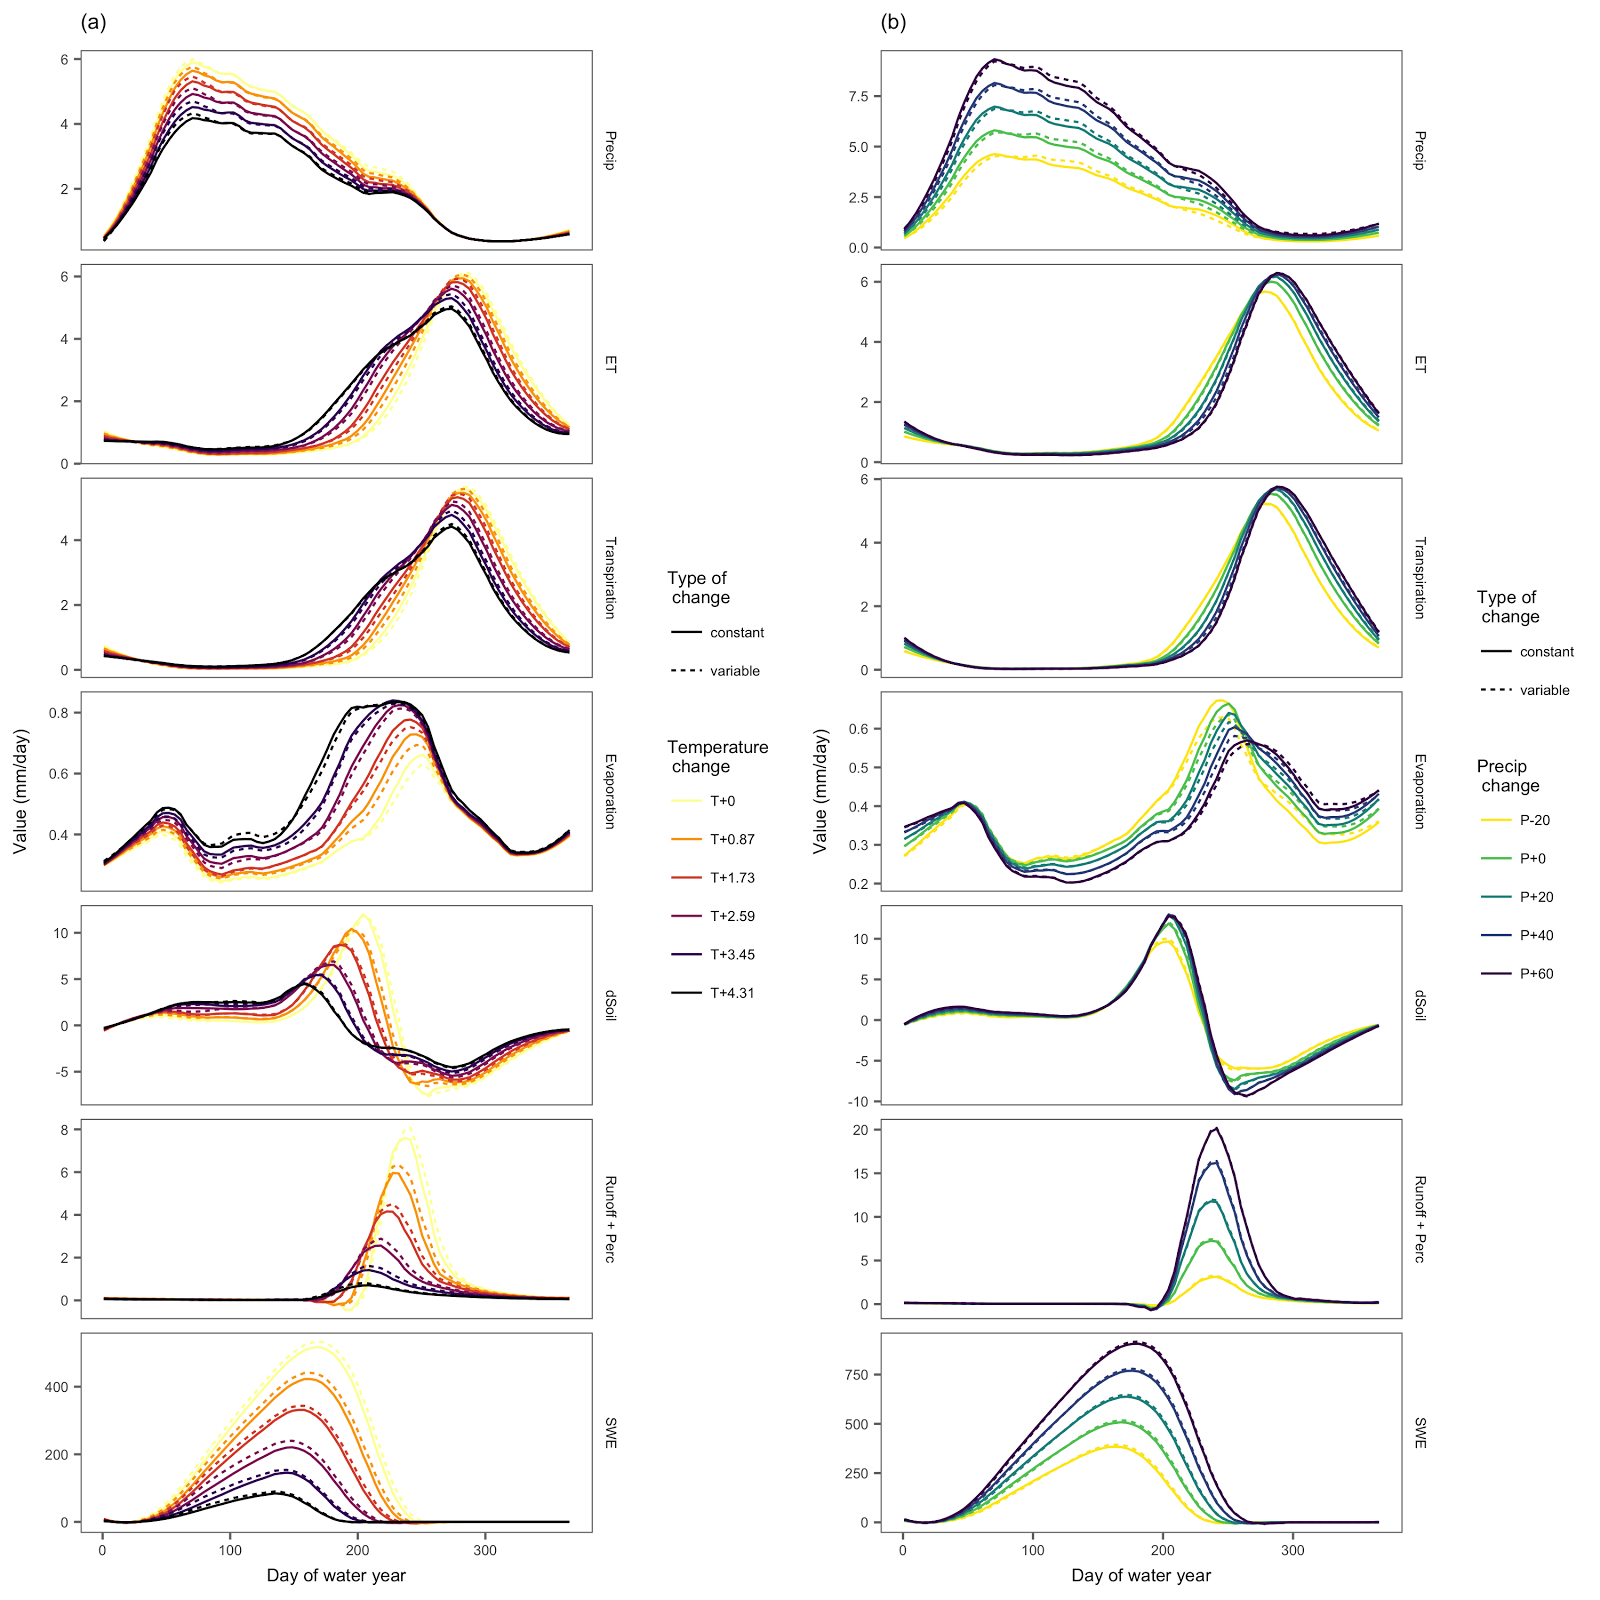 (a)
6
4
2
Precip
6
4
2
0
ET
4
2
0
Transpiration
0.8
0.6
0.4
Evaporation
10
5
0
-5
dSoil
8
6
4
2
0
Runoff + Perc
400
200
0
SWE
0 100 200 300
Day of water year
Value (mm/day)
Type of
change
constant
variable
Temperature
change
T+0
T+0.87
T+1.73
T+2.59
T+3.45
T+4.31
(b)
7.5
5.0
2.5
0.0
Precip
6
4
2
0
ET
6
4
2
0
Transpiration
0.6
0.5
0.4
0.3
0.2
Evaporation
10
5
0
-5
-10
dSoil
20
15
10
5
0
Runoff + Perc
750
500
250
0
SWE
0 100 200 300
Day of water year
Value (mm/day)
Type of
change
constant
variable
Precip
change
P-20
P+0
P+20
P+40
P+60